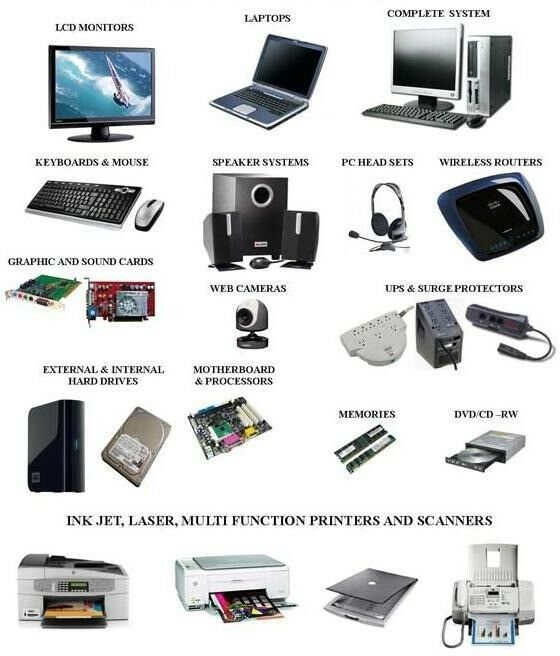 LCD MONITORS
LAPTOPS
COMPLETE SYSTEM
KEYBOARDS & MOUSE
SPEAKER SYSTEMS
PC HEAD SETS
WIRELESS ROUTERS
GRAPHIC AND SOUND CARDS
WEB CAMERAS
UPS & SURGE PROTECTORS
EXTERNAL & INTERNAL
HARD DRIVES
MOTHERBOARD
& PROCESSORS
MEMORIES
DVD/CD –RW
INK JET, LASER, MULTI FUNCTION PRINTERS AND SCANNERS